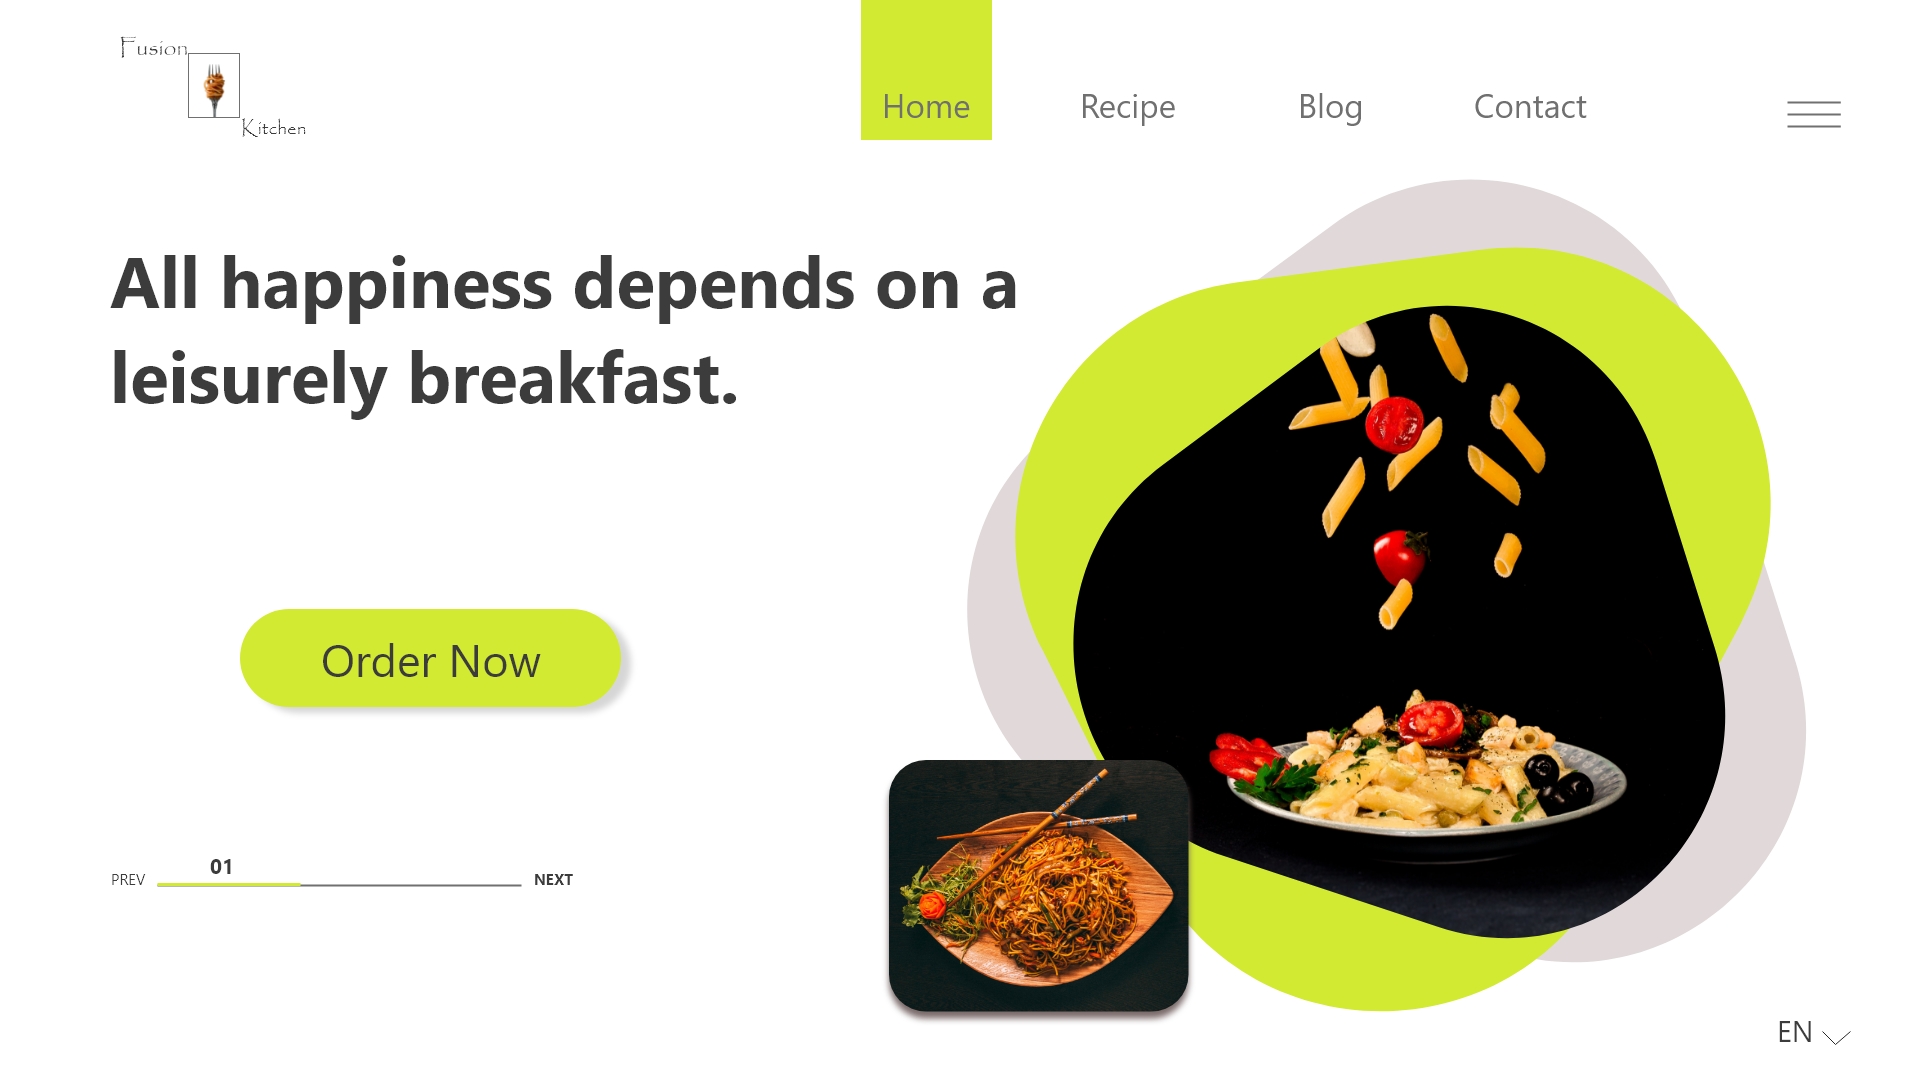 Fusion
Kitchen
Home
Recipe
Blog
Contact
All happiness depends on a
leisurely breakfast.
Order Now
PREV
01
NEXT
EN